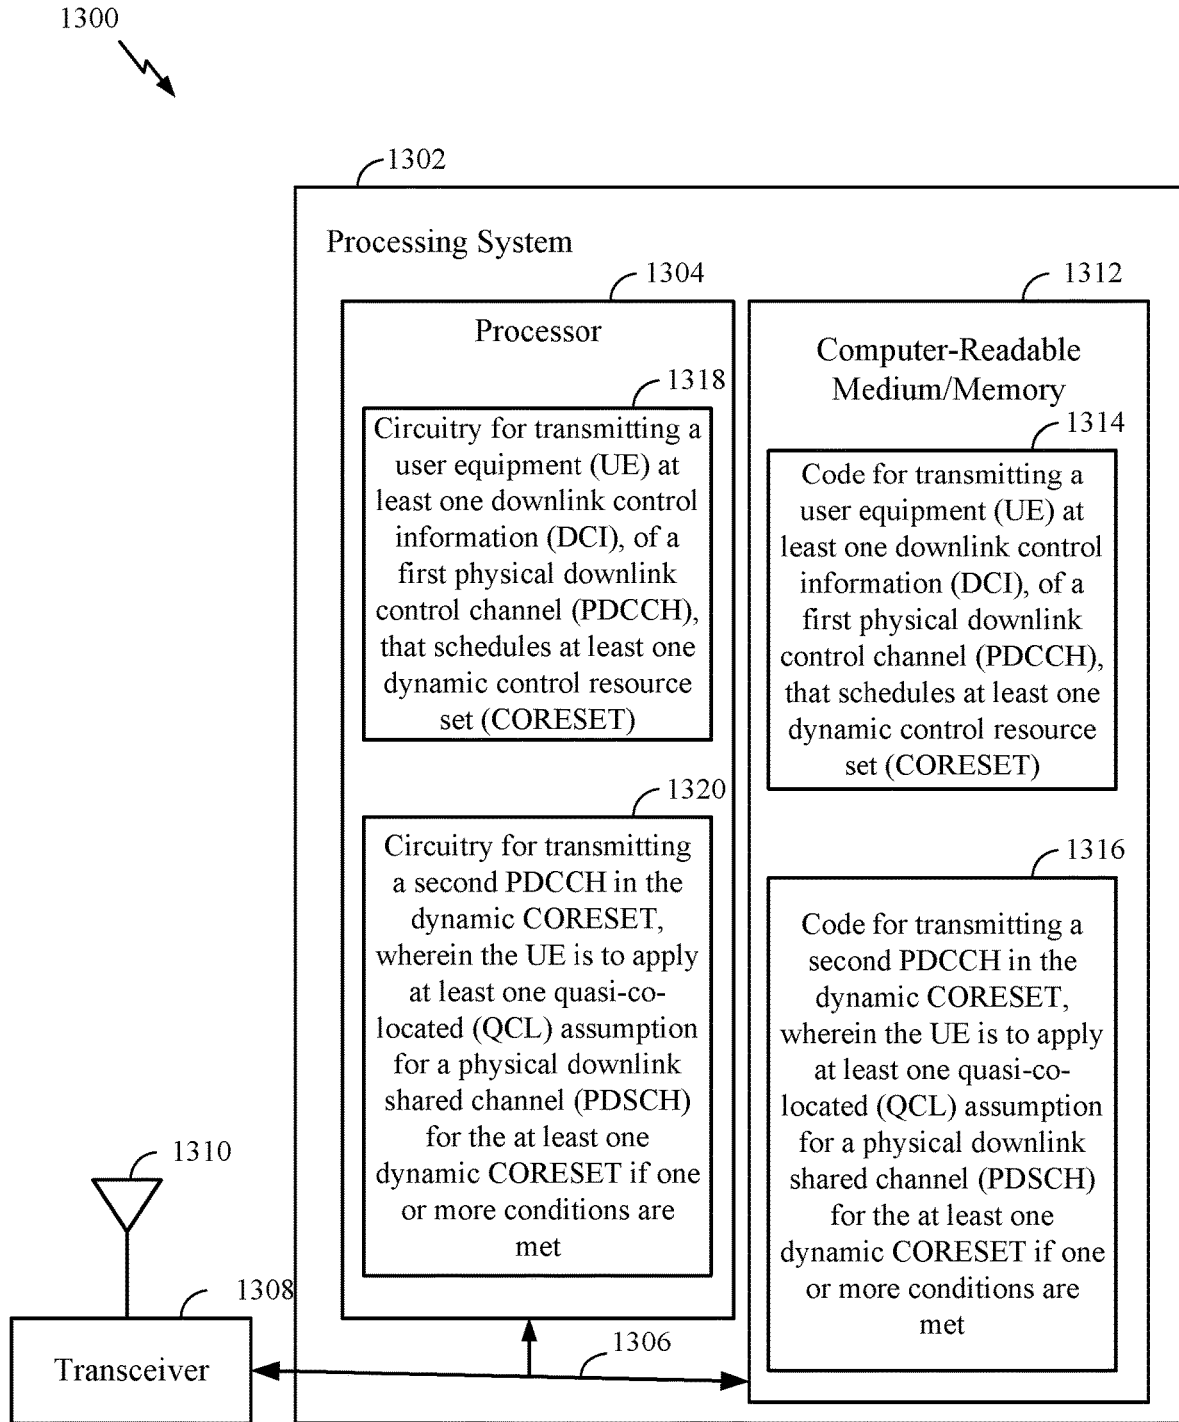 1300
1302
Processing System
1304
Processor
1318
Circuitry for transmitting a
user equipment (UE) at
least one downlink control
information (DCI), of a
first physical downlink
control channel (PDCCH),
that schedules at least one
dynamic control resource
set (CORESET)
1320
Circuitry for transmitting
a second PDCCH in the
dynamic CORESET,
wherein the UE is to apply
at least one quasi-co-
located (QCL) assumption
for a physical downlink
shared channel (PDSCH)
for the at least one
dynamic CORESET if one
or more conditions are
met
1312
Computer-Readable
Medium/Memory
1314
Code for transmitting a
user equipment (UE) at
least one downlink control
information (DCI), of a
first physical downlink
control channel (PDCCH),
that schedules at least one
dynamic control resource
set (CORESET)
1316
Code for transmitting a
second PDCCH in the
dynamic CORESET,
wherein the UE is to apply
at least one quasi-co-
located (QCL) assumption
for a physical downlink
shared channel (PDSCH)
for the at least one
dynamic CORESET if one
or more conditions are
met
1310
1308
Transceiver
1306